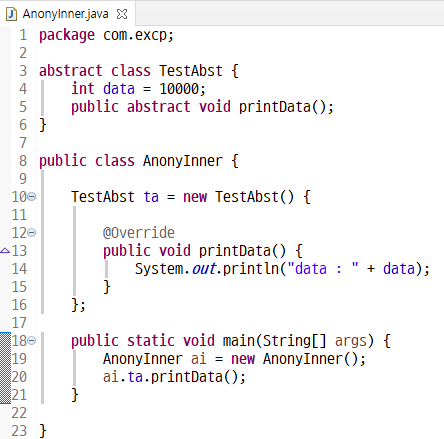 AnonyInner.java
1 package com.excp;
2
3 abstract class TestAbst {
4     int data = 10000;
5     public abstract void printData();
6 }
7
8 public class AnonyInner {
9
10     TestAbst ta = new TestAbst() {
11
12         @Override
13         public void printData() {
14             System.out.println("data : " + data);
15         }
16     };
17
18     public static void main(String[] args) {
19         AnonyInner ai = new AnonyInner();
20         ai.ta.printData();
21     }
22
23 }